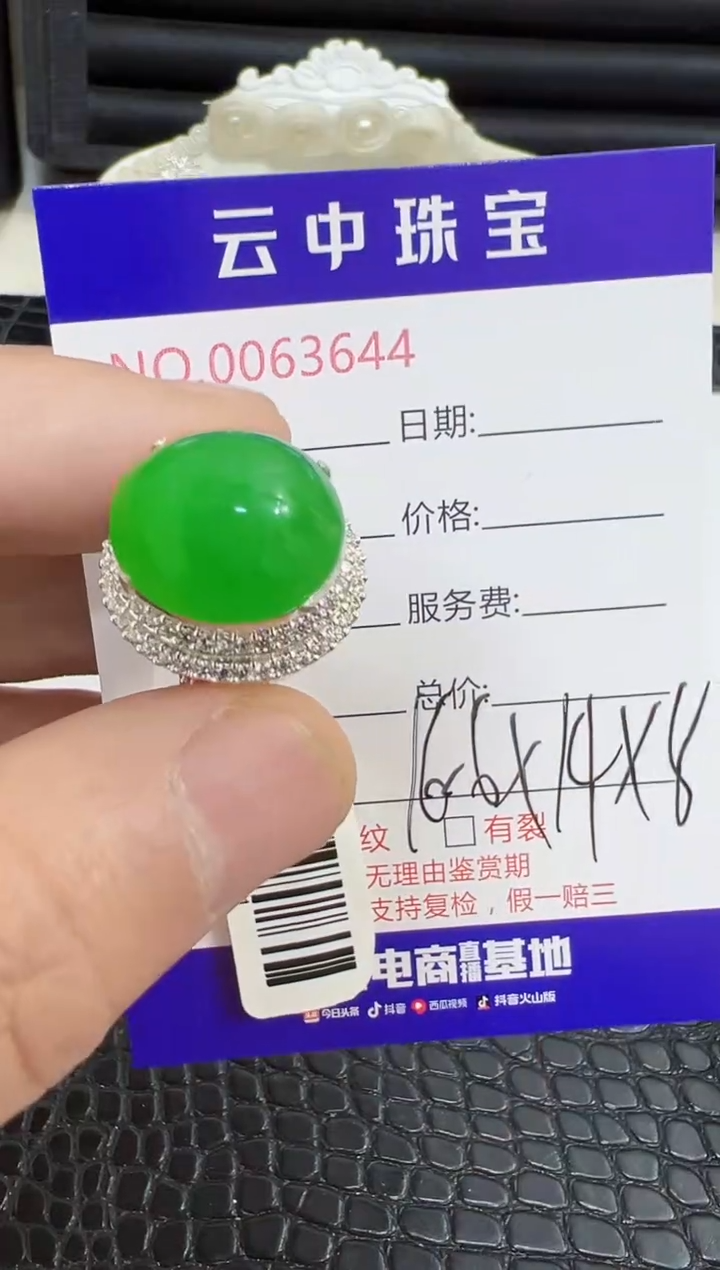 云中珠宝
NO.0063644
日期:
价格:
服务费:
总价:
16.6X14X8
纹 □ 有裂
无理由鉴赏期
支持复检，假一赔三
电商直播基地
今日头条 抖音 西瓜视频 抖音火山版